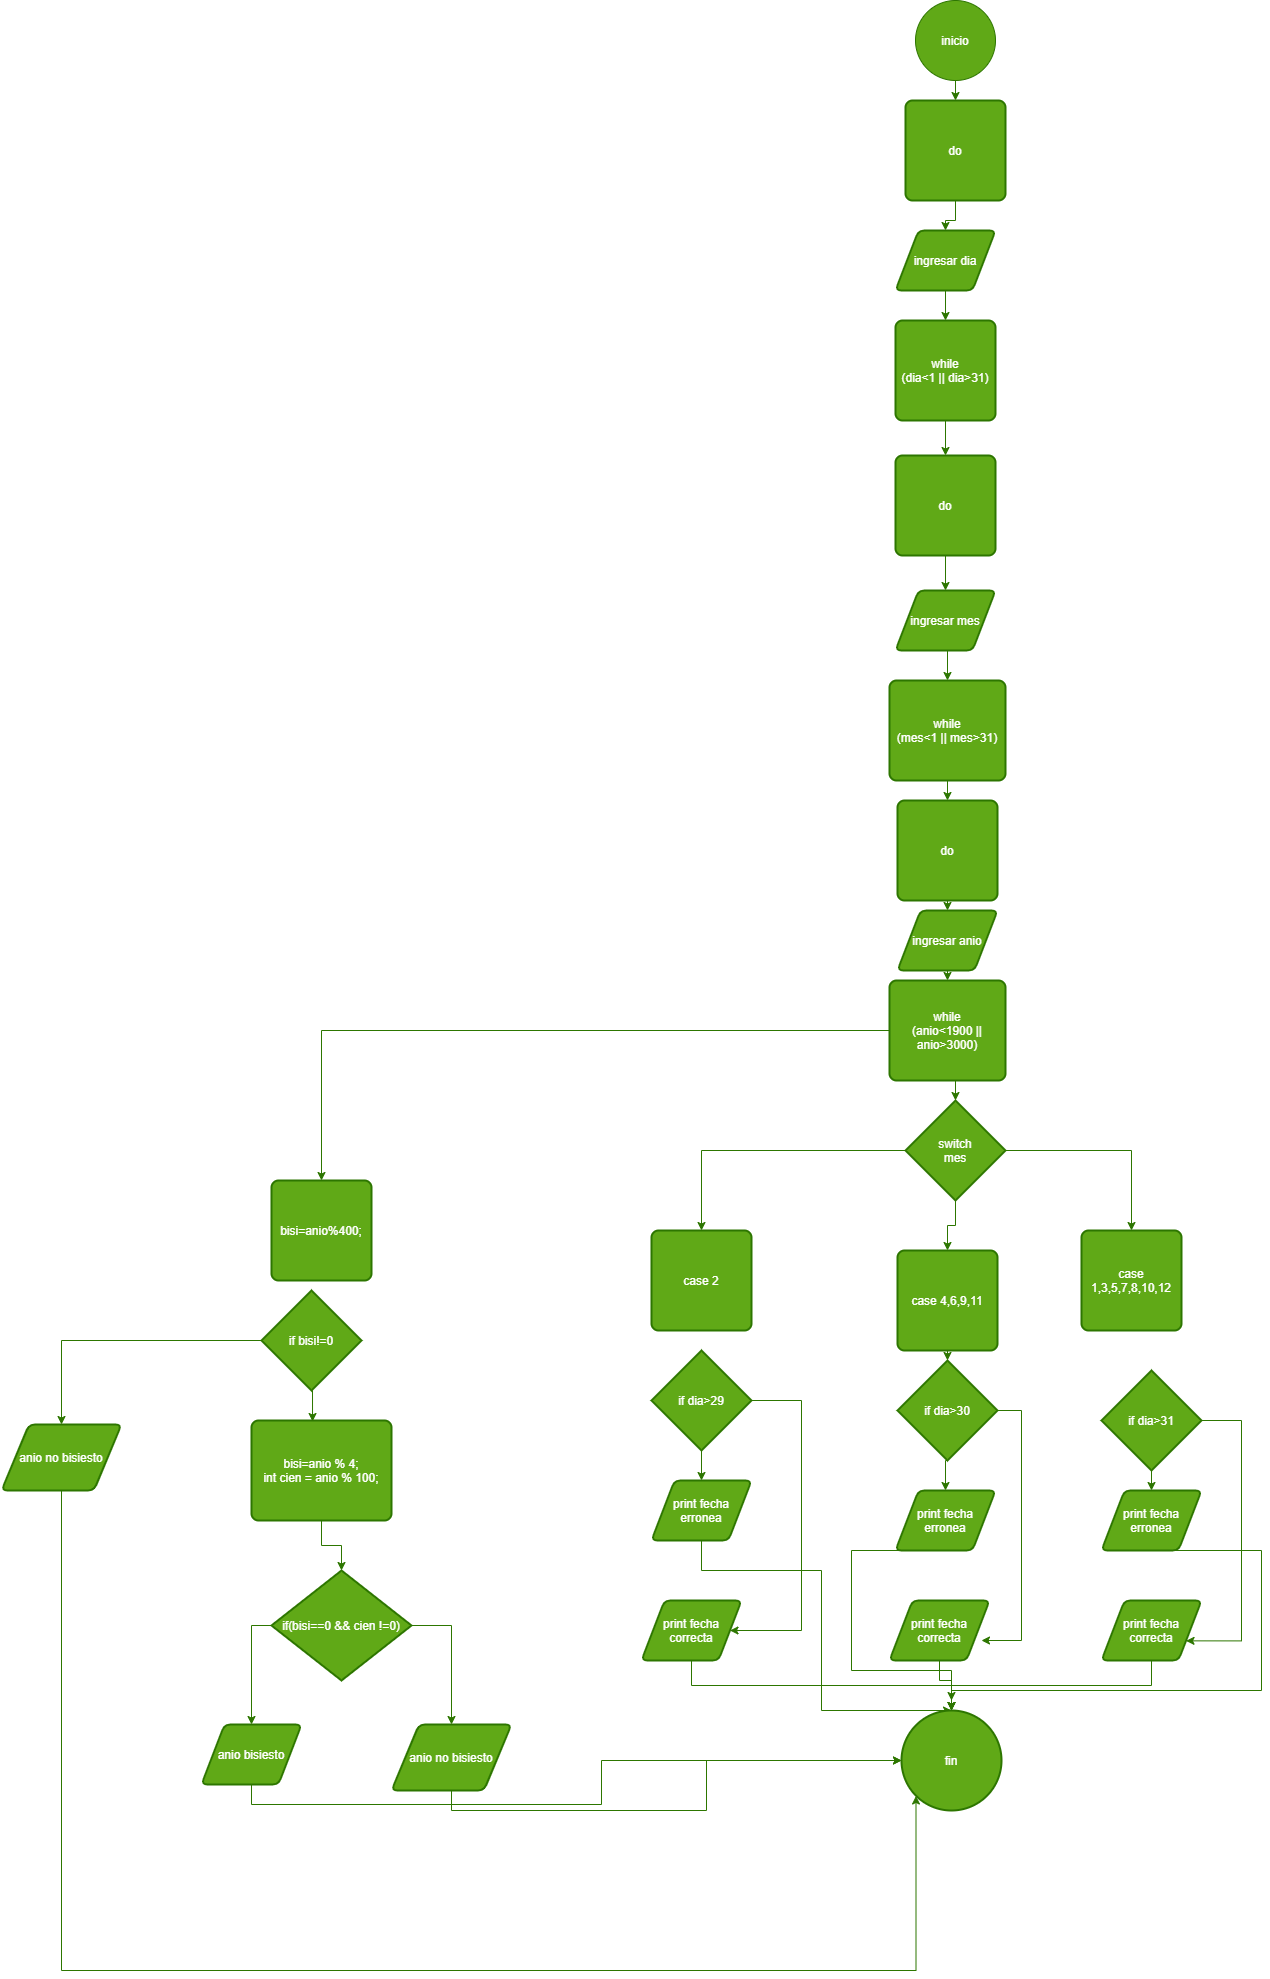 inicio
do
ingresar dia
while
(dia<1 || dia>31)
do
ingresar mes
while
(mes<1 || mes>31)
do
ingresar anio
while
(anio<1900 ||
anio>3000)
switch
mes
bisi=anio%400;
case 2
case 4,6,9,11
case
1,3,5,7,8,10,12
if bisi!=0
if dia>29
if dia>30
if dia>31
anio no bisiesto
bisi=anio % 4;
int cien = anio % 100;
print fecha
erronea
print fecha
erronea
print fecha
erronea
if(bisi==0 && cien !=0)
print fecha
correcta
print fecha
correcta
print fecha
correcta
anio bisiesto
anio no bisiesto
fin